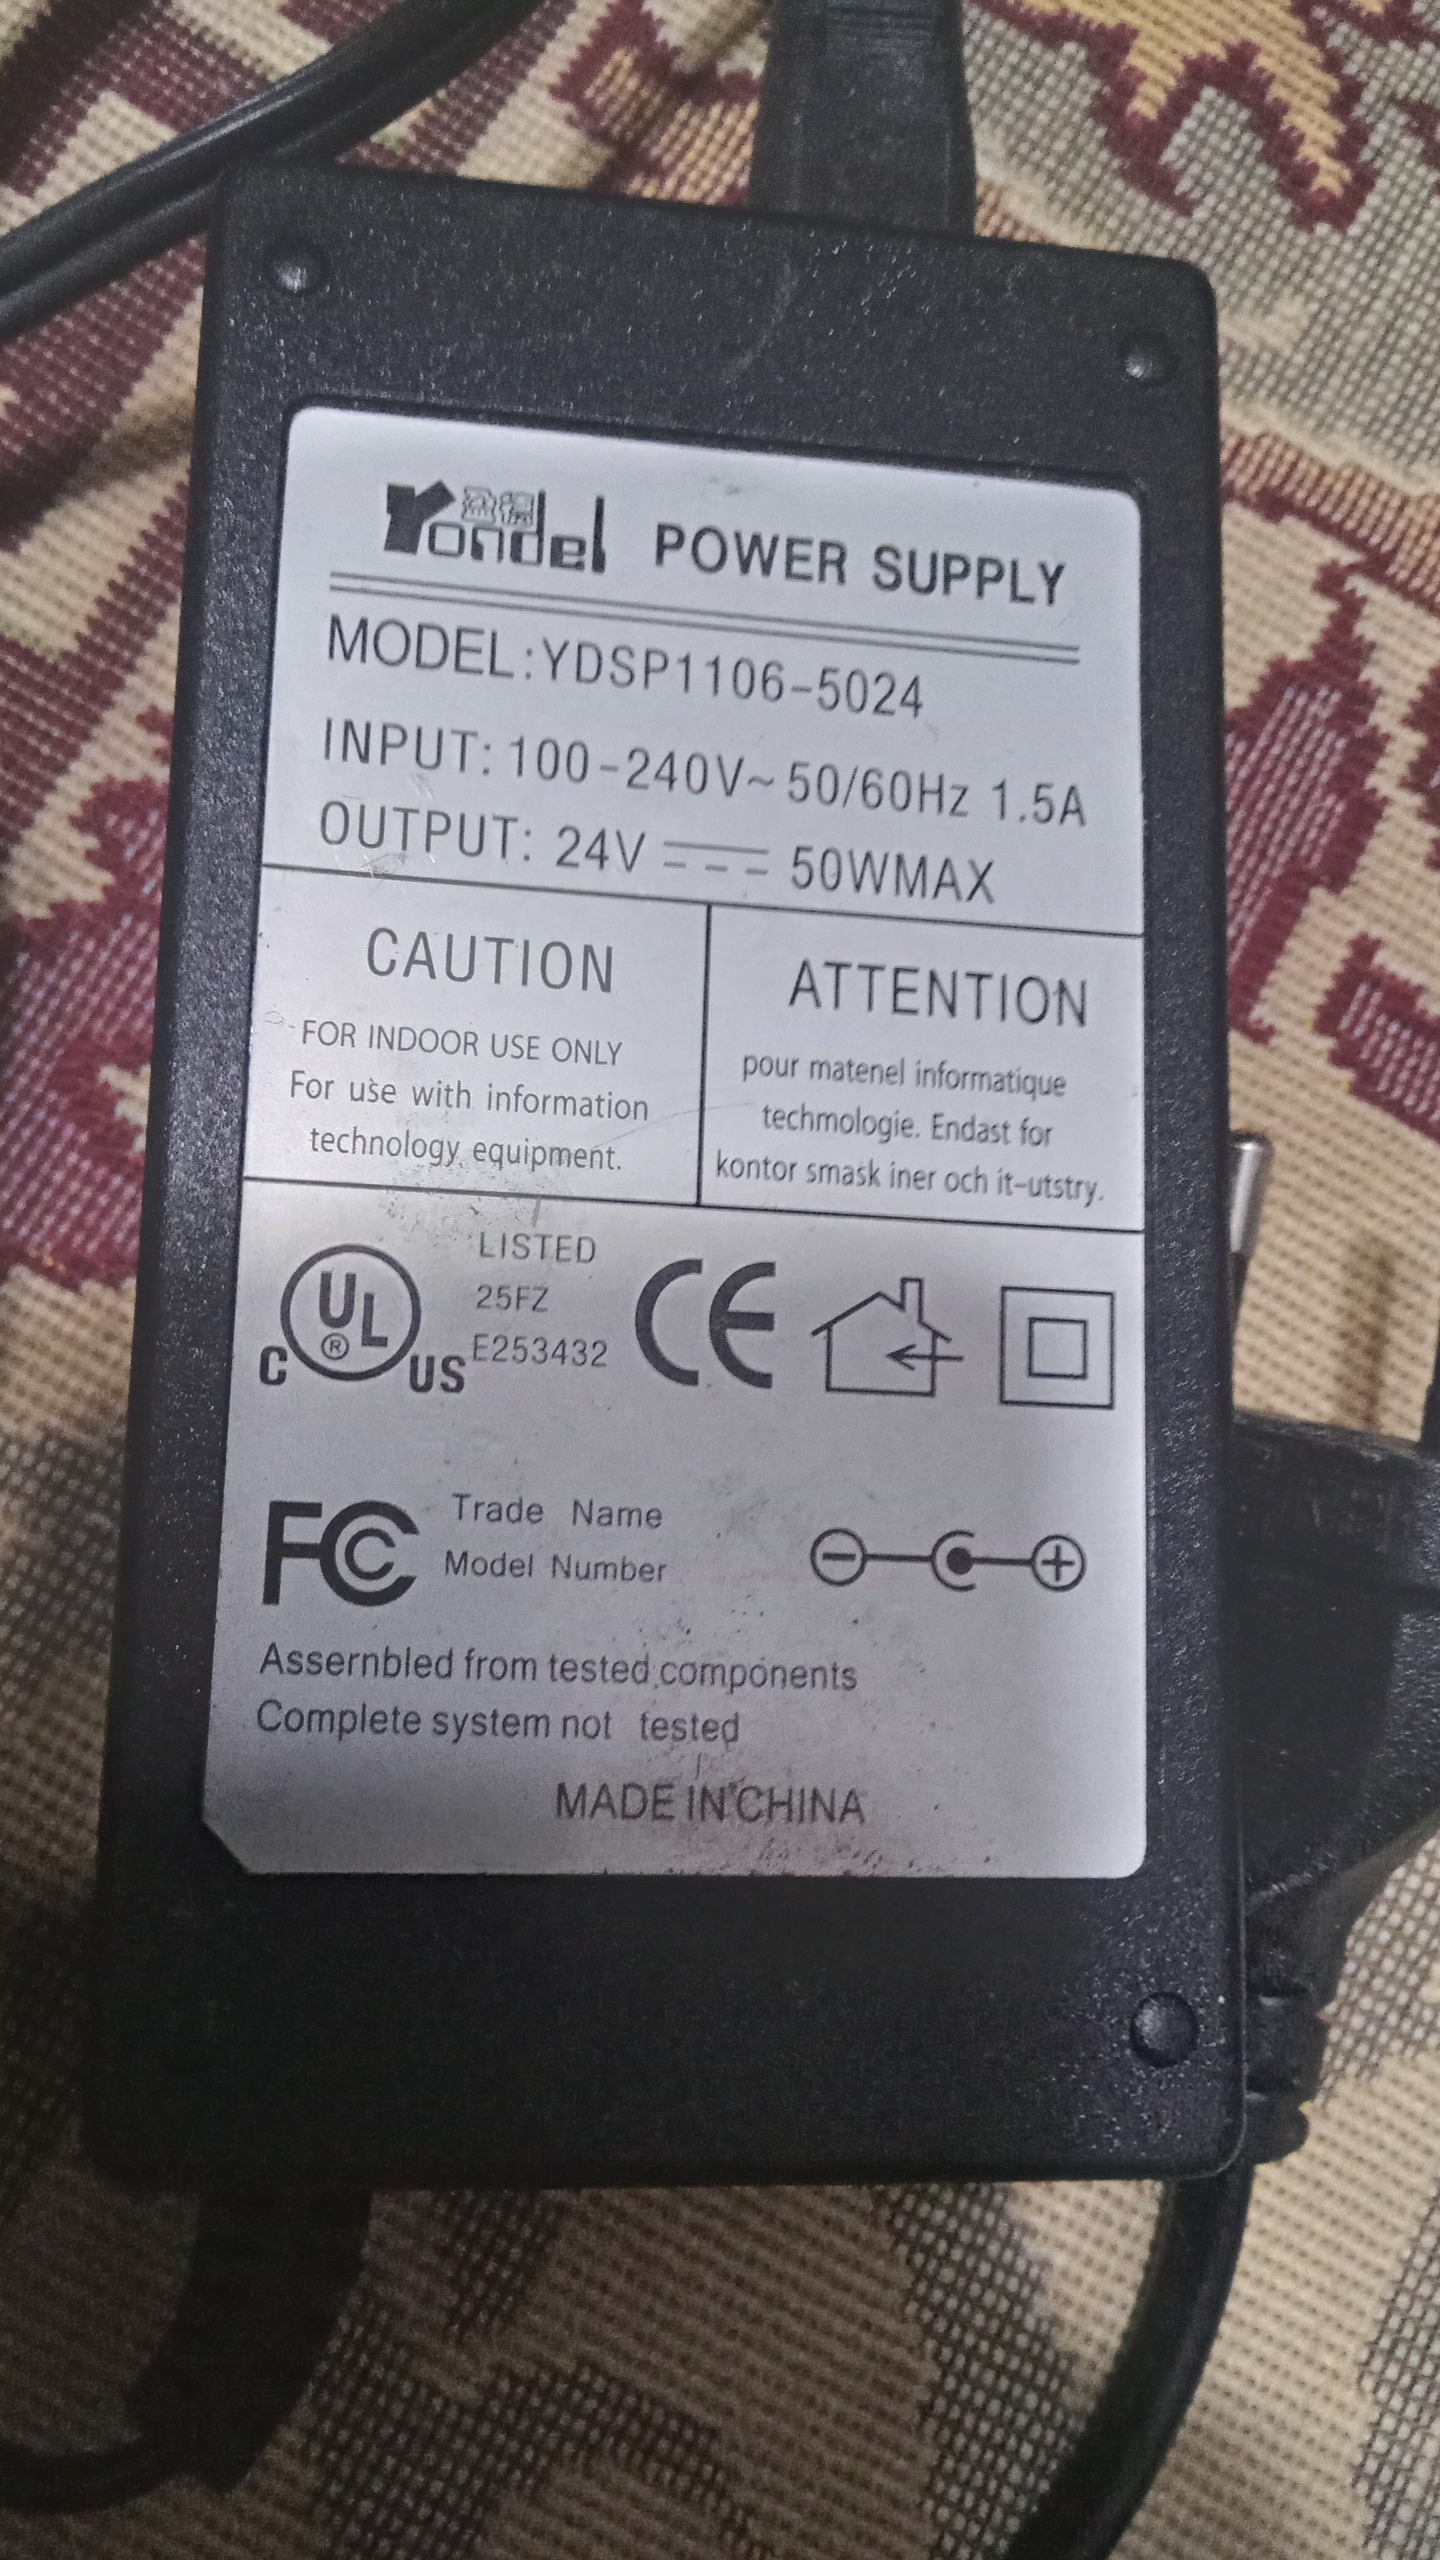 Yondel POWER SUPPLY
MODEL:YDSP1106-5024
INPUT: 100-240V~ 50/60Hz 1.5A
OUTPUT: 24V 50WMAX
CAUTION
FOR INDOOR USE ONLY
For use with information
technology equipment.
ATTENTION
pour matenel informatique
techmologie. Endast for
kontor smask iner och it-utstry.
C UL ® US
LISTED
25FZ
E253432
CE
FC
Trade Name
Model Number
Assernbled from tested components
Complete system not tested
MADE IN CHINA